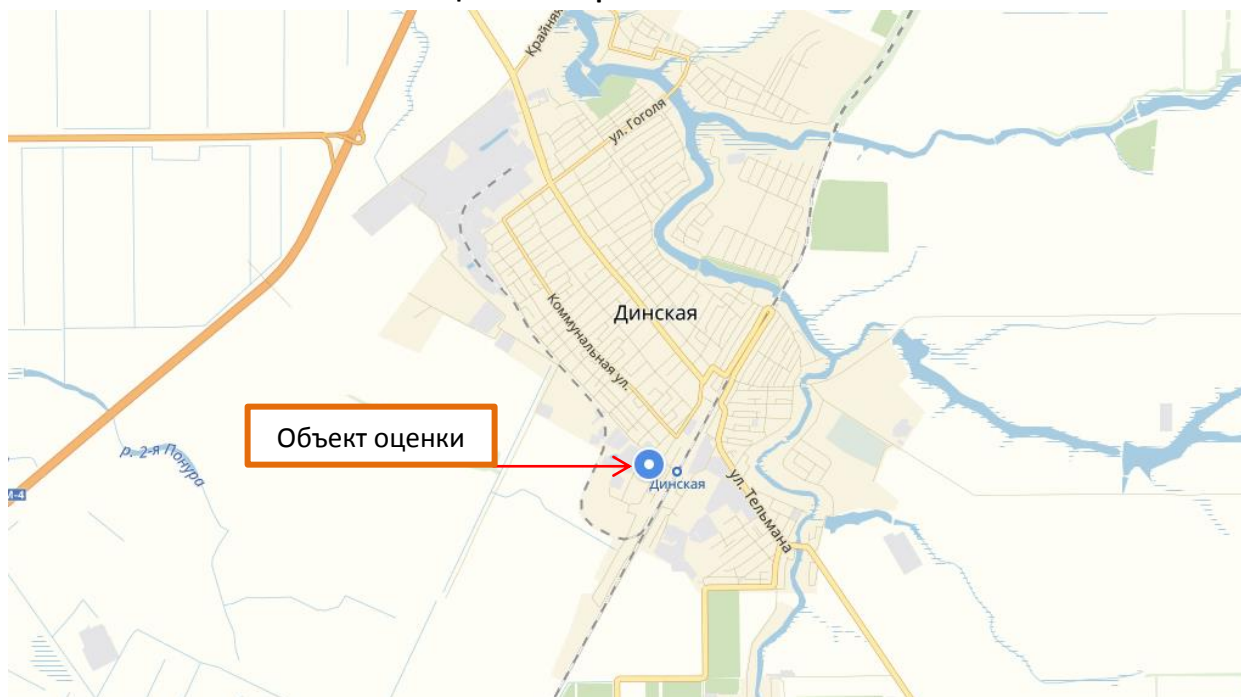 Крайняя
ул. Гоголя
Динская
Коммунальная ул.
Объект оценки
р. 2-я Понура
М-4
Динская
ул. Тельмана